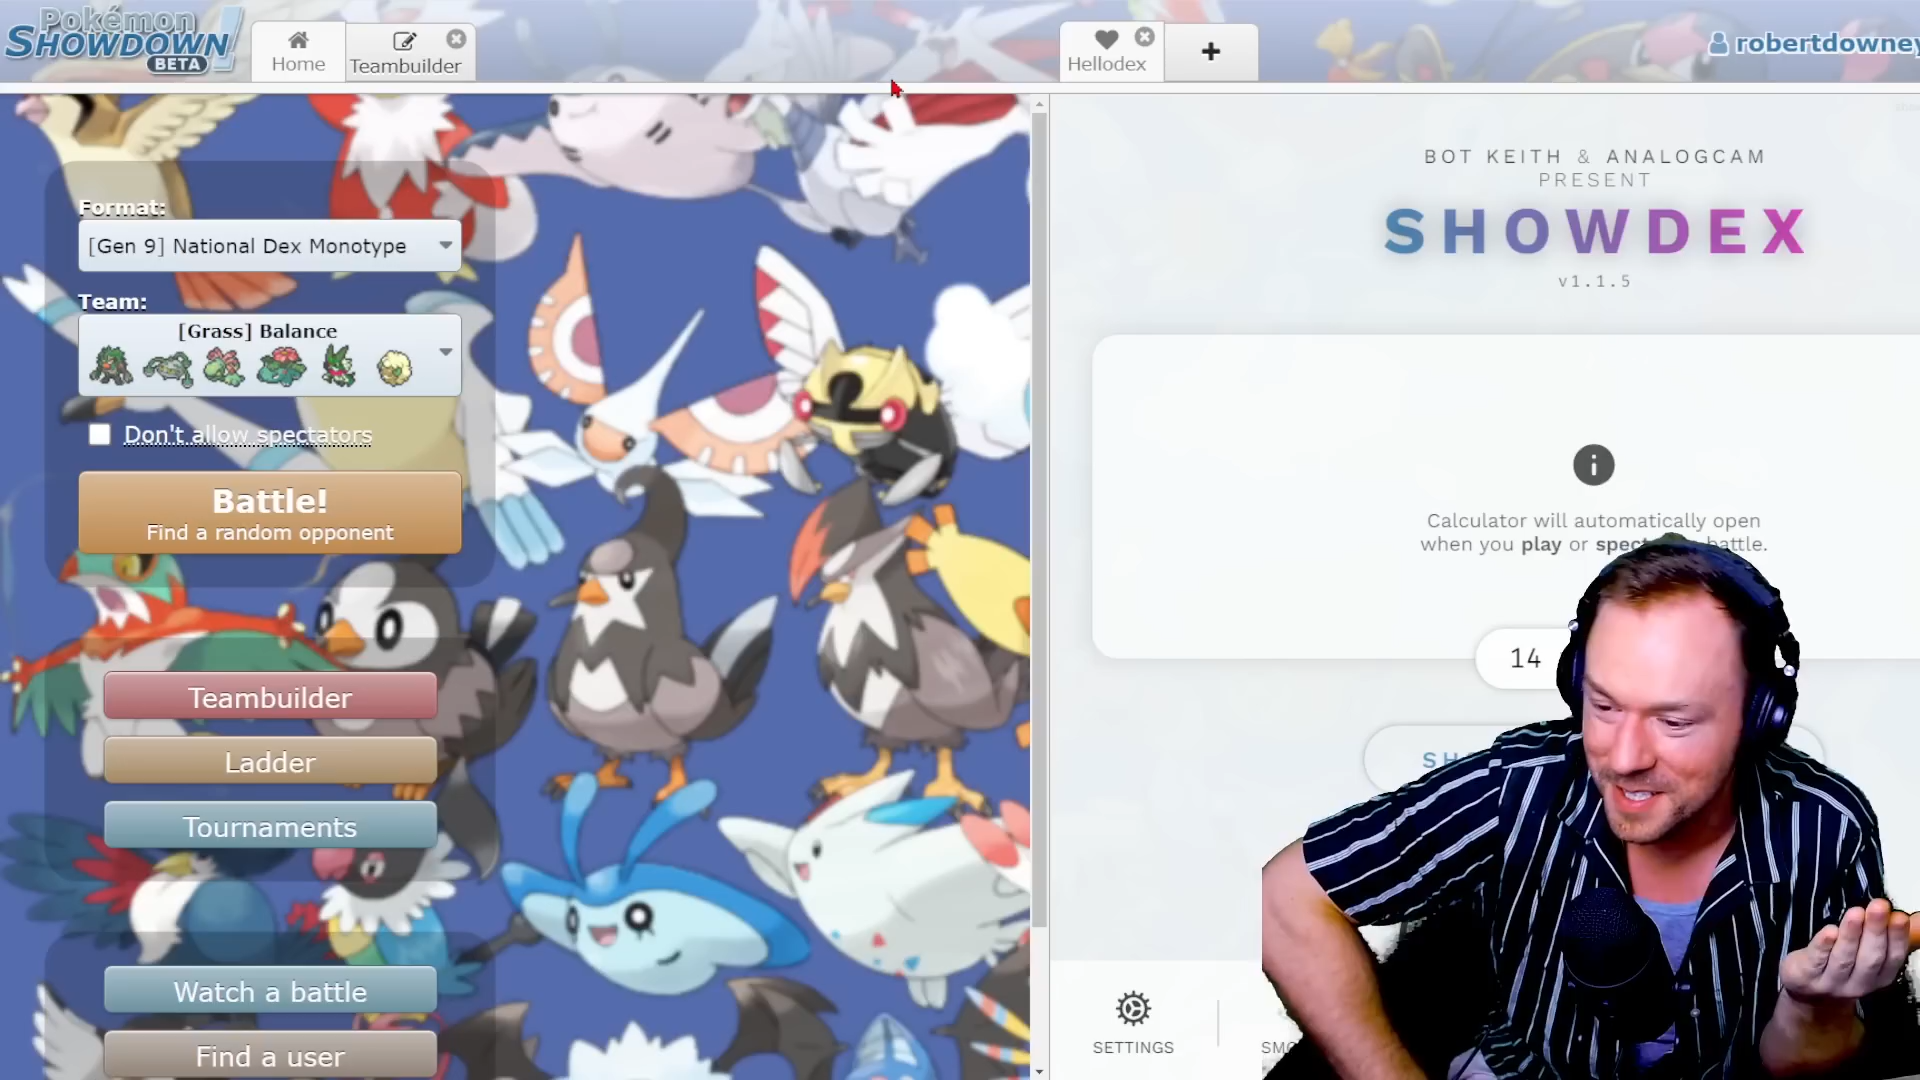 Pokémon
SHOWDOWN!
BETA
Home
Teambuilder
Hellodex
robertdowney
Format:
[Gen 9] National Dex Monotype
Team:
[Grass] Balance
Don't allow spectators
Battle!
Find a random opponent
Teambuilder
Ladder
Tournaments
Watch a battle
Find a user
BOT KEITH & ANALOGCAM
PRESENT
SHOWDEX
v1.1.5
Calculator will automatically open
when you play or battle.
14
SETTINGS